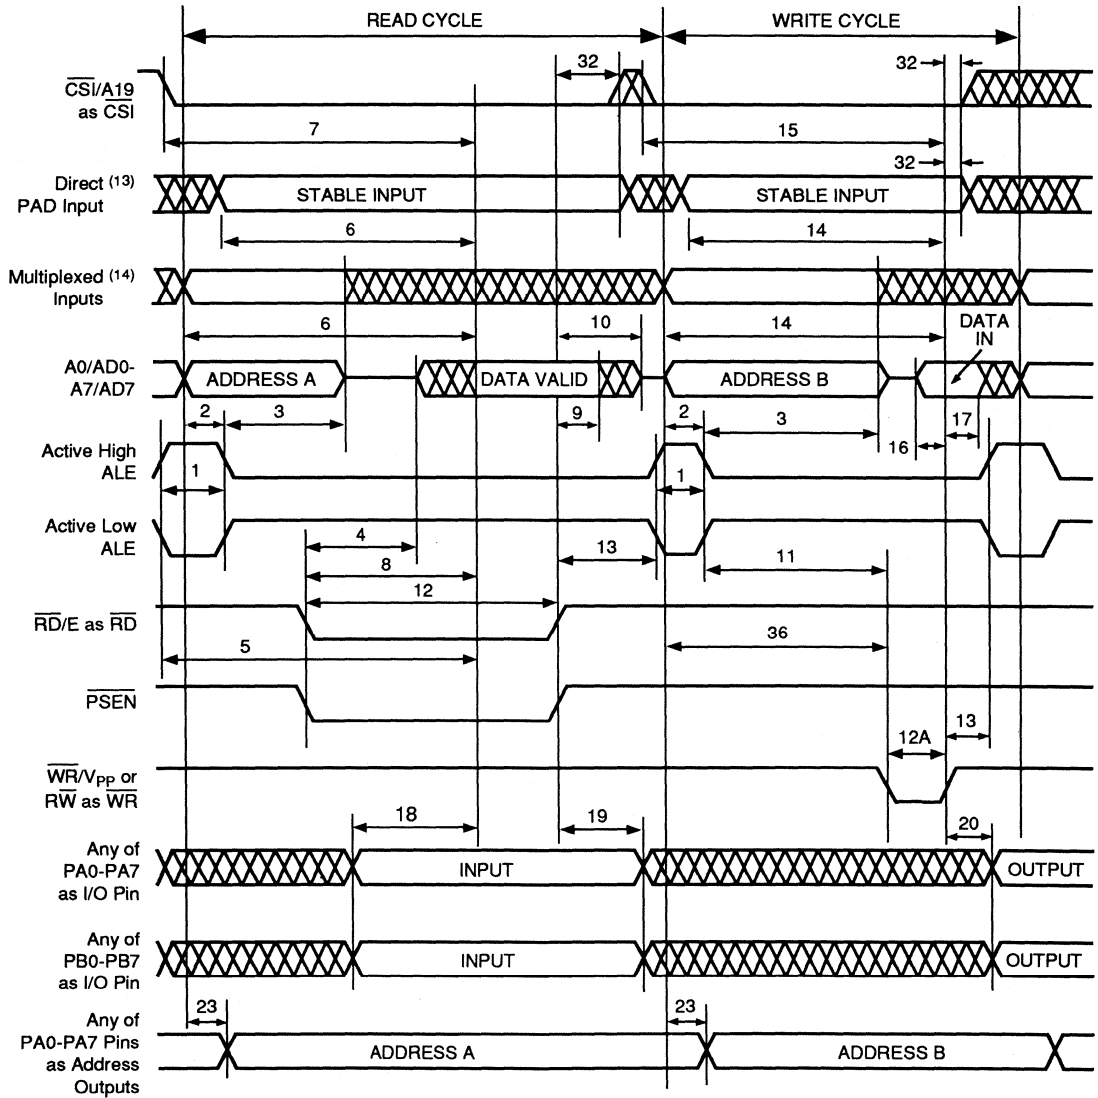 READ CYCLE
WRITE CYCLE
32
32
CSI/A19
as CSI
7
15
32
Direct (13)
PAD Input
STABLE INPUT
STABLE INPUT
6
14
Multiplexed (14)
Inputs
6
10
14
DATA
IN
A0/AD0-
A7/AD7
ADDRESS A
DATA VALID
ADDRESS B
2
3
9
2
3
16
17
Active High
ALE
1
1
Active Low
ALE
4
13
11
8
12
RD/E as RD
36
5
PSEN
12A
13
WR/VPP or
RW as WR
18
19
20
Any of
PA0-PA7
as I/O Pin
INPUT
OUTPUT
Any of
PB0-PB7
as I/O Pin
INPUT
OUTPUT
23
23
Any of
PA0-PA7 Pins
as Address
Outputs
ADDRESS A
ADDRESS B